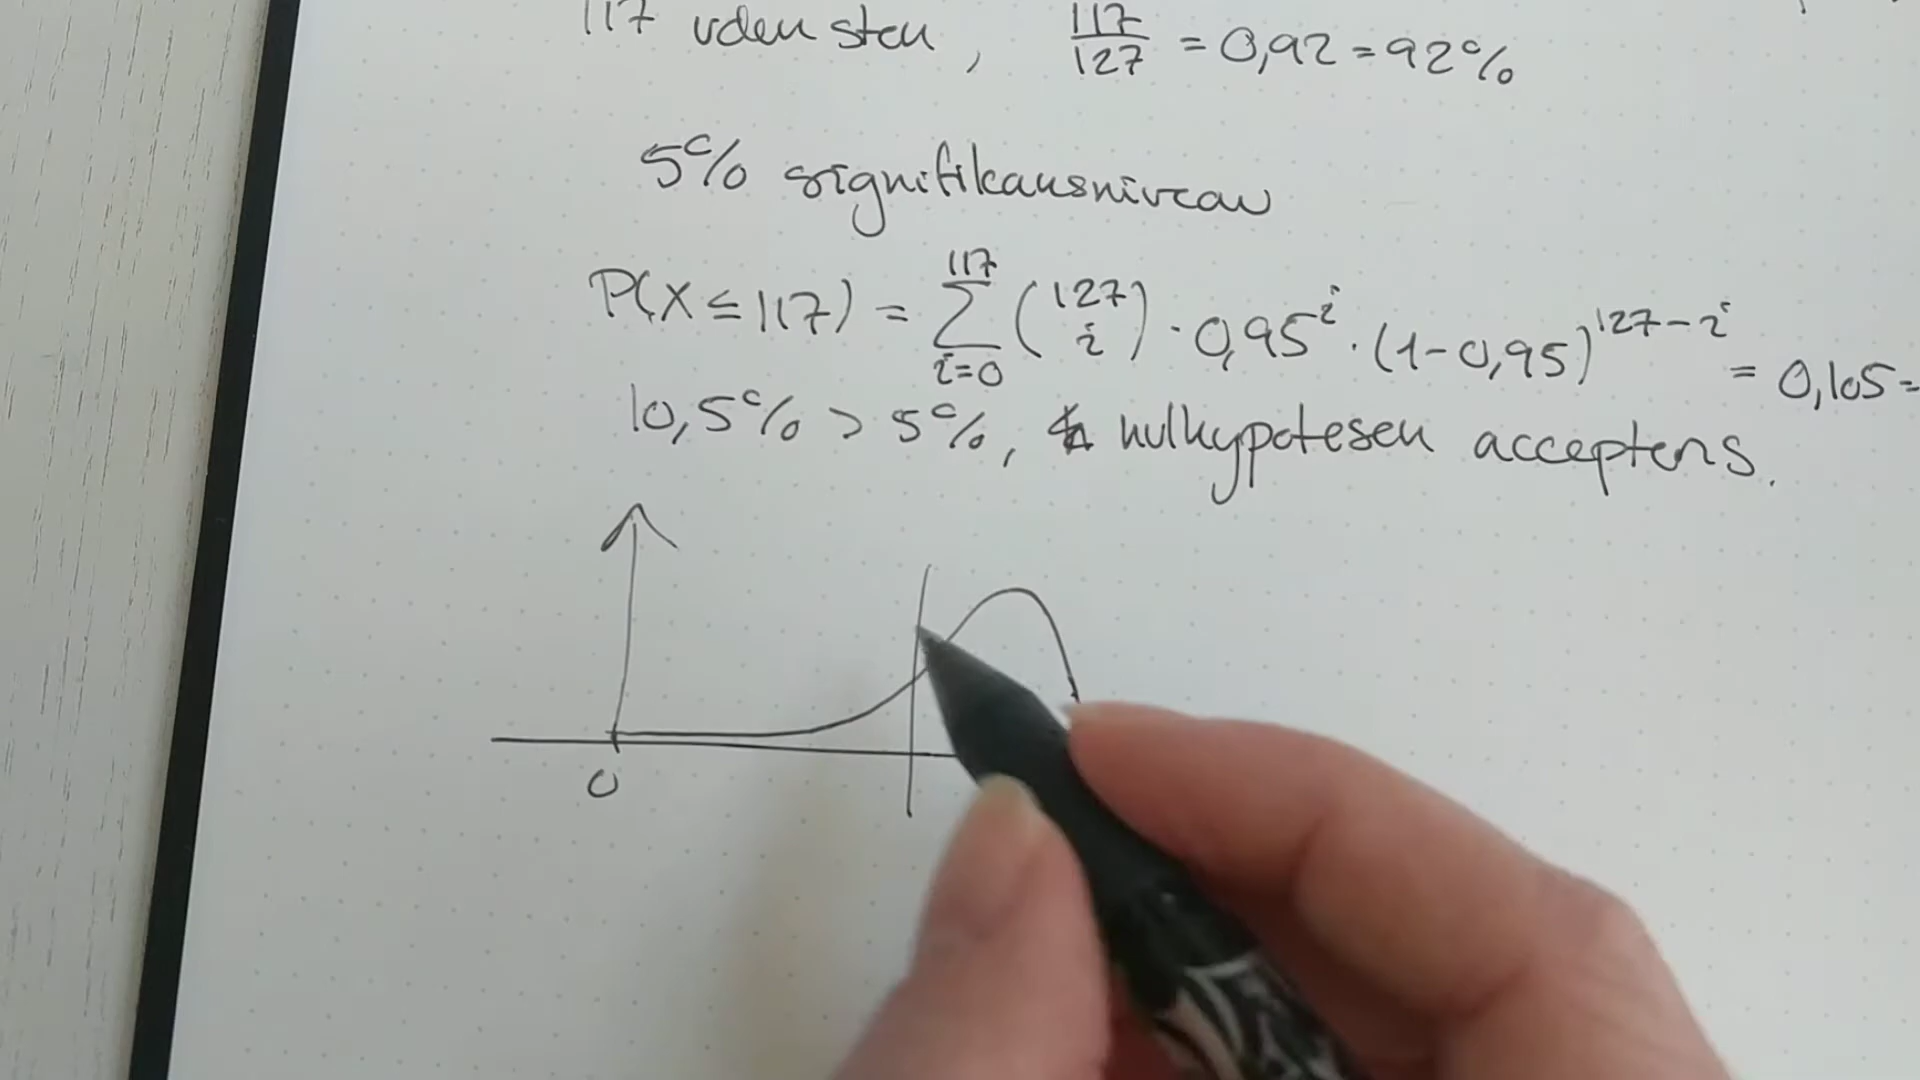 117 uden sten, 117/127 = 0,92 = 92%
5% signifikansniveau
P(X ≤ 117) = ∑_{i=0}^{117} (127 i) · 0,95^i · (1-0,95)^{127-i} = 0,105 =
10,5% > 5%, nulhypotesen accepteres.
0